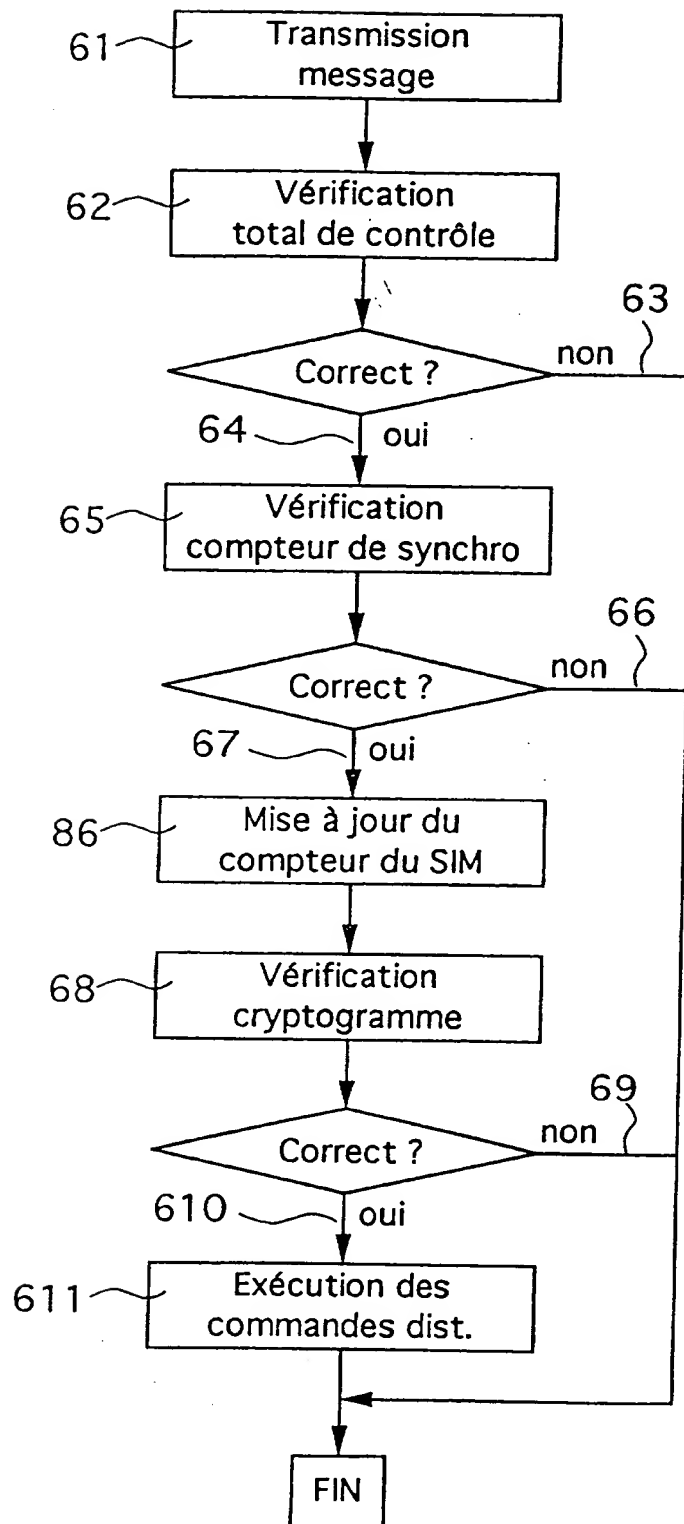 61
Transmission
message
62
Vérification
total de contrôle
63
Correct ?
non
64
oui
65
Vérification
compteur de synchro
66
Correct ?
non
67
oui
86
Mise à jour du
compteur du SIM
68
Vérification
cryptogramme
69
Correct ?
non
610
oui
611
Exécution des
commandes dist.
FIN